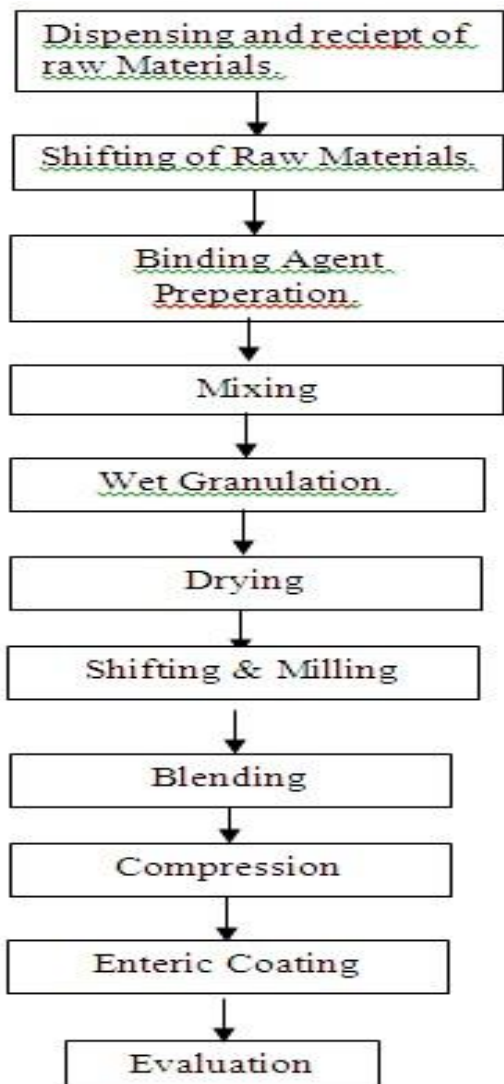 Dispensing and reciept of
raw Materials.
Shifting of Raw Materials.
Binding Agent
Preperation.
Mixing
Wet Granulation.
Drying
Shifting & Milling
Blending
Compression
Enteric Coating
Evaluation